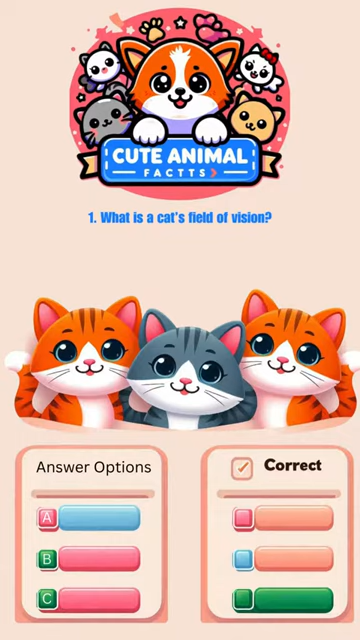 CUTE ANIMAL
FACTTS
1. What is a cat's field of vision?
Answer Options
Correct
A
B
C